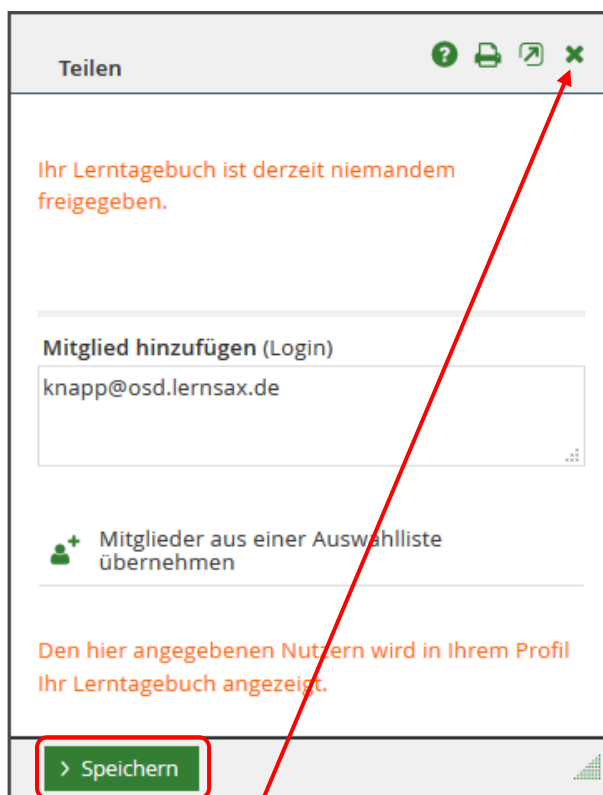 Teilen
Ihr Lerntagebuch ist derzeit niemandem
freigegeben.
Mitglied hinzufügen (Login)
knapp@osd.lernsax.de
Mitglieder aus einer Auswahlliste
übernehmen
Den hier angegebenen Nutzern wird in Ihrem Profil
Ihr Lerntagebuch angezeigt.
> Speichern